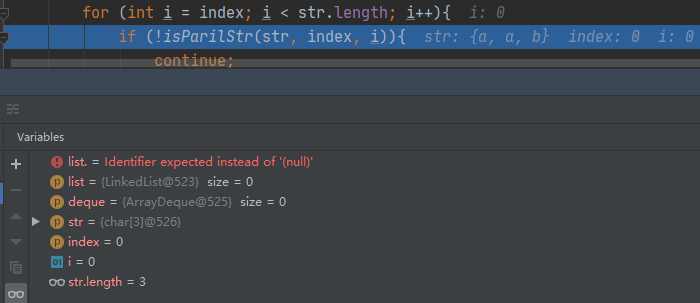 for (int i = index; i < str.length; i++){ i: 0
if (!isParilStr(str, index, i)){ str: {a, a, b} index: 0 i: 0
continue;
Variables
list. = Identifier expected instead of '(null)'
list = {LinkedList@523} size = 0
deque = {ArrayDeque@525} size = 0
str = {char[3]@526}
index = 0
i = 0
str.length = 3